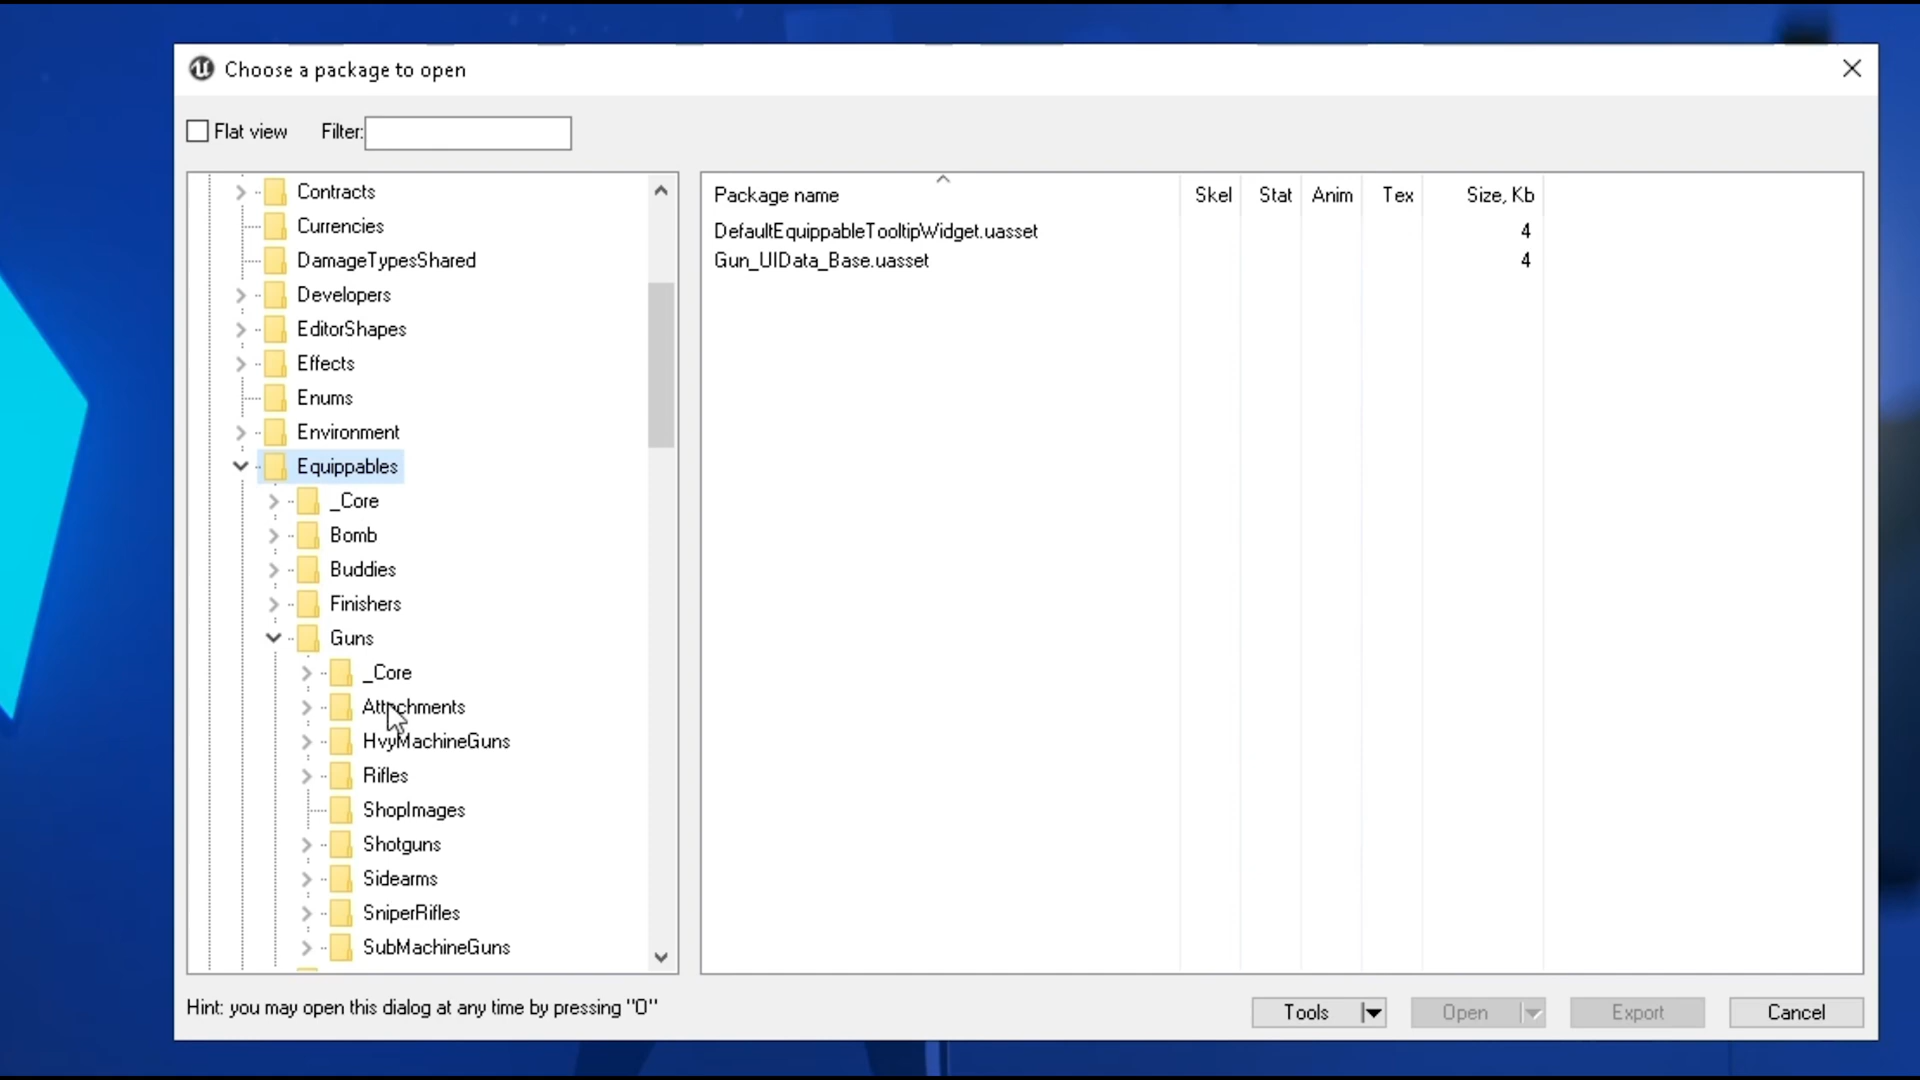 Choose a package to open
Flat view Filter:
Contracts
Currencies
DamageTypesShared
Developers
EditorShapes
Effects
Enums
Environment
Equippables
_Core
Bomb
Buddies
Finishers
Guns
_Core
Attachments
HvyMachineGuns
Rifles
ShopImages
Shotguns
Sidearms
SniperRifles
SubMachineGuns
Package name Skel Stat Anim Tex Size, Kb
DefaultEquippableTooltipWidget.uasset 4
Gun_UIData_Base.uasset 4
Hint: you may open this dialog at any time by pressing "O"
Tools Open Export Cancel